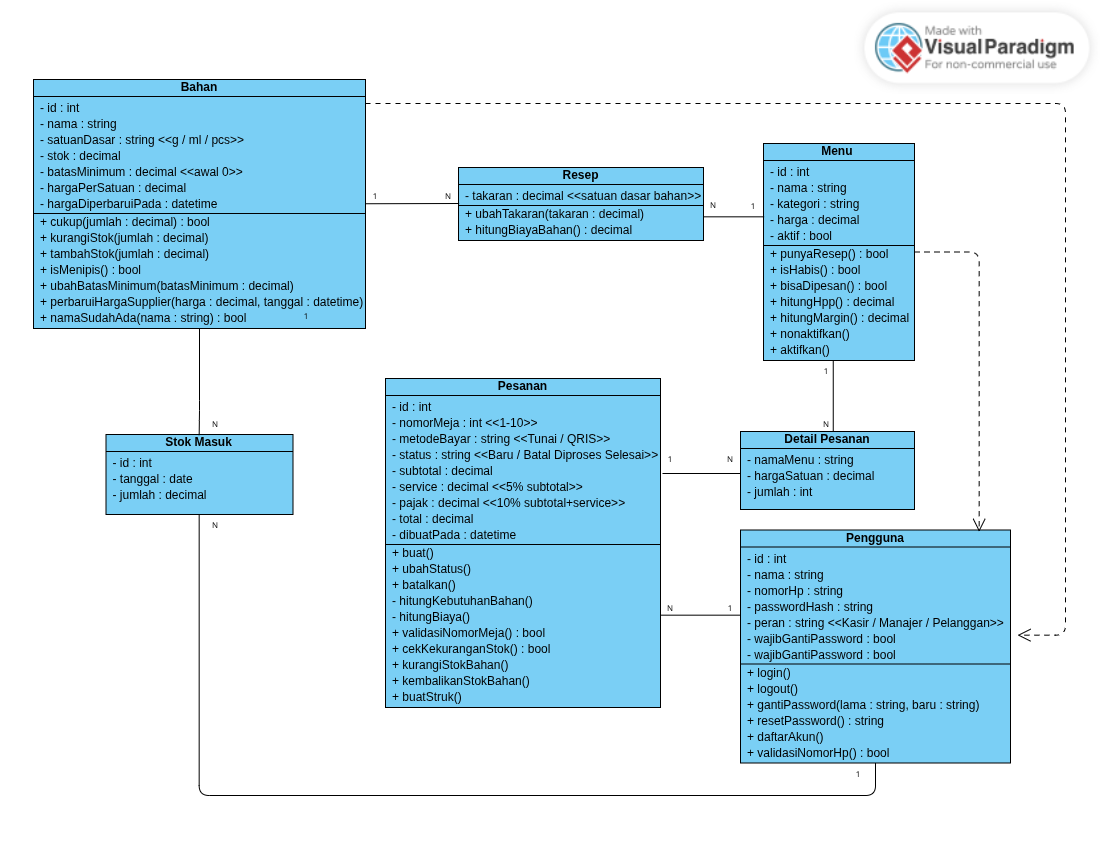 Made with
Visual Paradigm
For non-commercial use
Bahan
- id : int
- nama : string
- satuanDasar : string <<g / ml / pcs>>
- stok : decimal
- batasMinimum : decimal <<awal 0>>
- hargaPerSatuan : decimal
- hargaDiperbaruiPada : datetime
+ cukup(jumlah : decimal) : bool
+ kurangiStok(jumlah : decimal)
+ tambahStok(jumlah : decimal)
+ isMenipis() : bool
+ ubahBatasMinimum(batasMinimum : decimal)
+ perbaruiHargaSupplier(harga : decimal, tanggal : datetime)
+ namaSudahAda(nama : string) : bool
1
1
N
Resep
- takaran : decimal <<satuan dasar bahan>>
+ ubahTakaran(takaran : decimal)
+ hitungBiayaBahan() : decimal
N
1
Menu
- id : int
- nama : string
- kategori : string
- harga : decimal
- aktif : bool
+ punyaResep() : bool
+ isHabis() : bool
+ bisaDipesan() : bool
+ hitungHpp() : decimal
+ hitungMargin() : decimal
+ nonaktifkan()
+ aktifkan()
1
N
N
Stok Masuk
- id : int
- tanggal : date
- jumlah : decimal
N
Pesanan
- id : int
- nomorMeja : int <<1-10>>
- metodeBayar : string <<Tunai / QRIS>>
- status : string <<Baru / Batal Diproses Selesai>>
- subtotal : decimal
- service : decimal <<5% subtotal>>
- pajak : decimal <<10% subtotal+service>>
- total : decimal
- dibuatPada : datetime
+ buat()
+ ubahStatus()
+ batalkan()
- hitungKebutuhanBahan()
- hitungBiaya()
+ validasiNomorMeja() : bool
+ cekKekuranganStok() : bool
+ kurangiStokBahan()
+ kembalikanStokBahan()
+ buatStruk()
1
N
Detail Pesanan
- namaMenu : string
- hargaSatuan : decimal
- jumlah : int
N
1
Pengguna
- id : int
- nama : string
- nomorHp : string
- passwordHash : string
- peran : string <<Kasir / Manajer / Pelanggan>>
- wajibGantiPassword : bool
- wajibGantiPassword : bool
+ login()
+ logout()
+ gantiPassword(lama : string, baru : string)
+ resetPassword() : string
+ daftarAkun()
+ validasiNomorHp() : bool
1